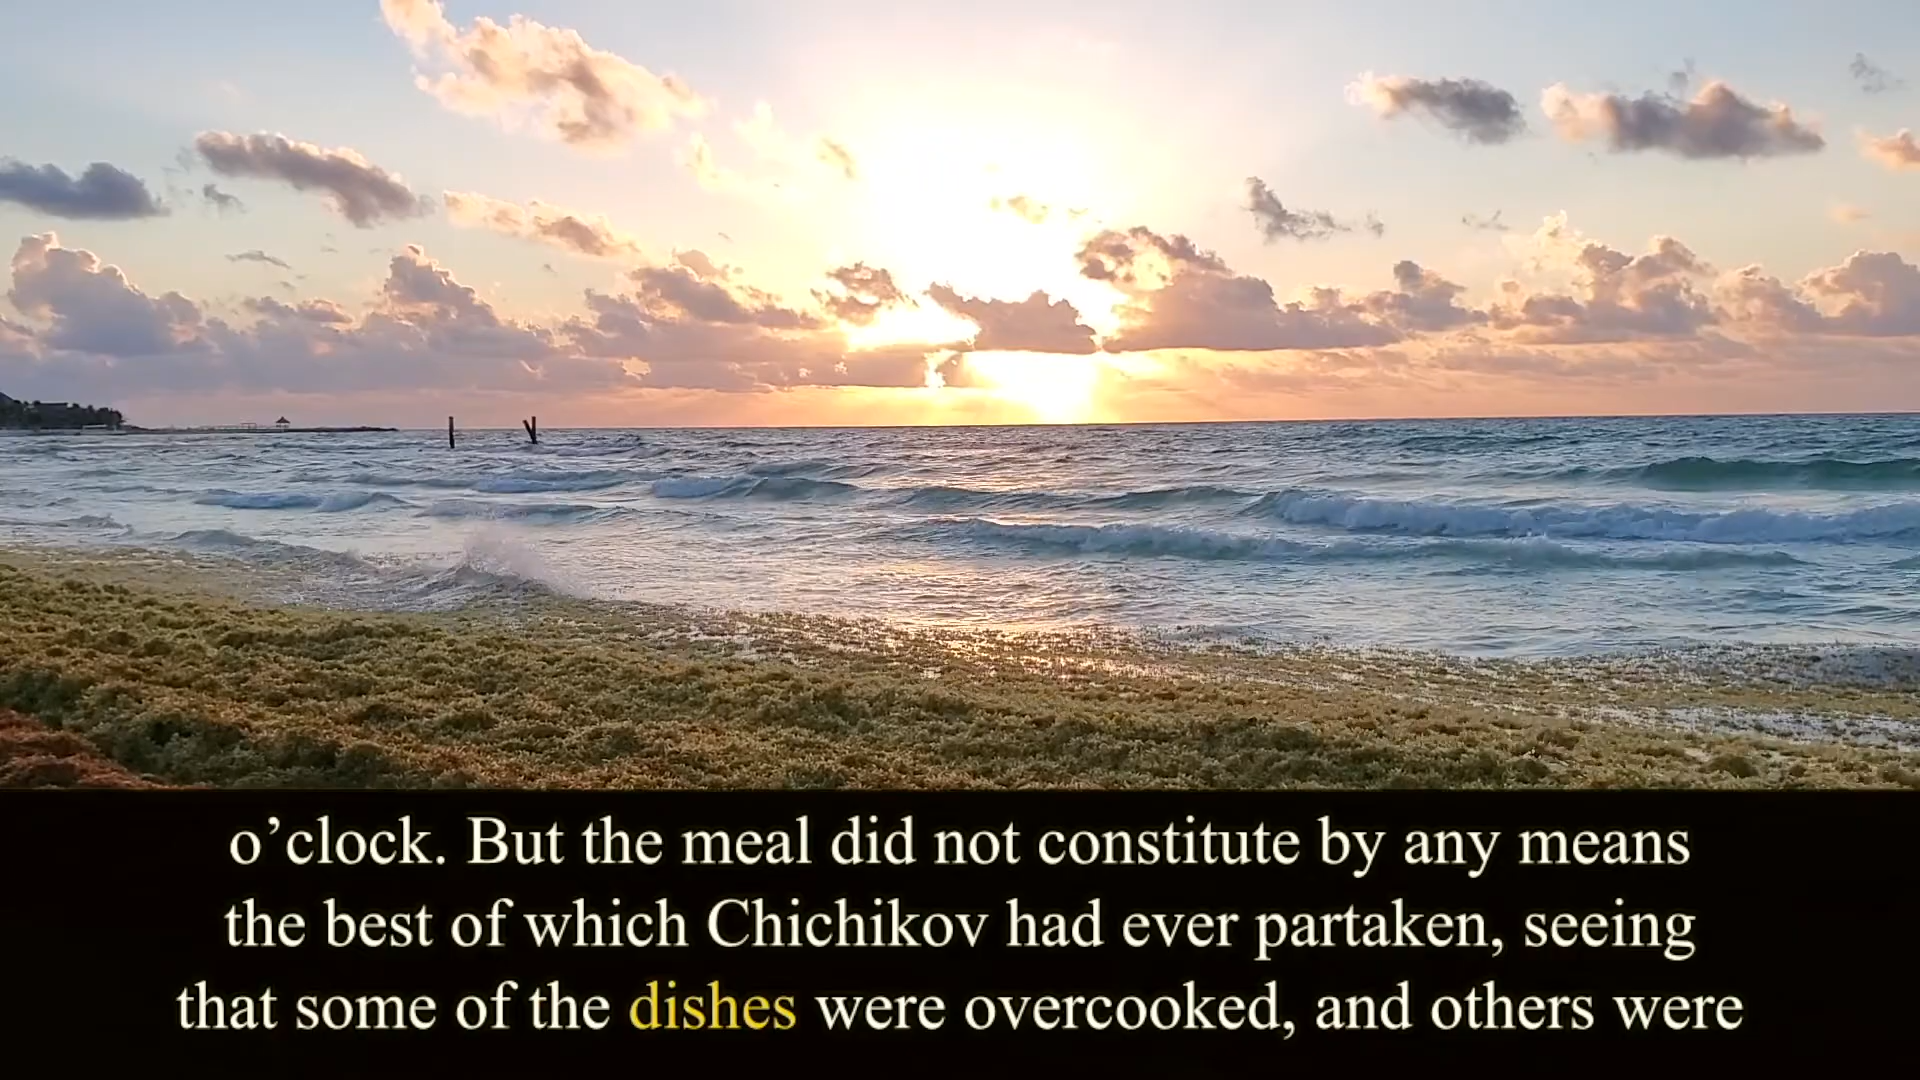 o’clock. But the meal did not constitute by any means
the best of which Chichikov had ever partaken, seeing
that some of the dishes were overcooked, and others were